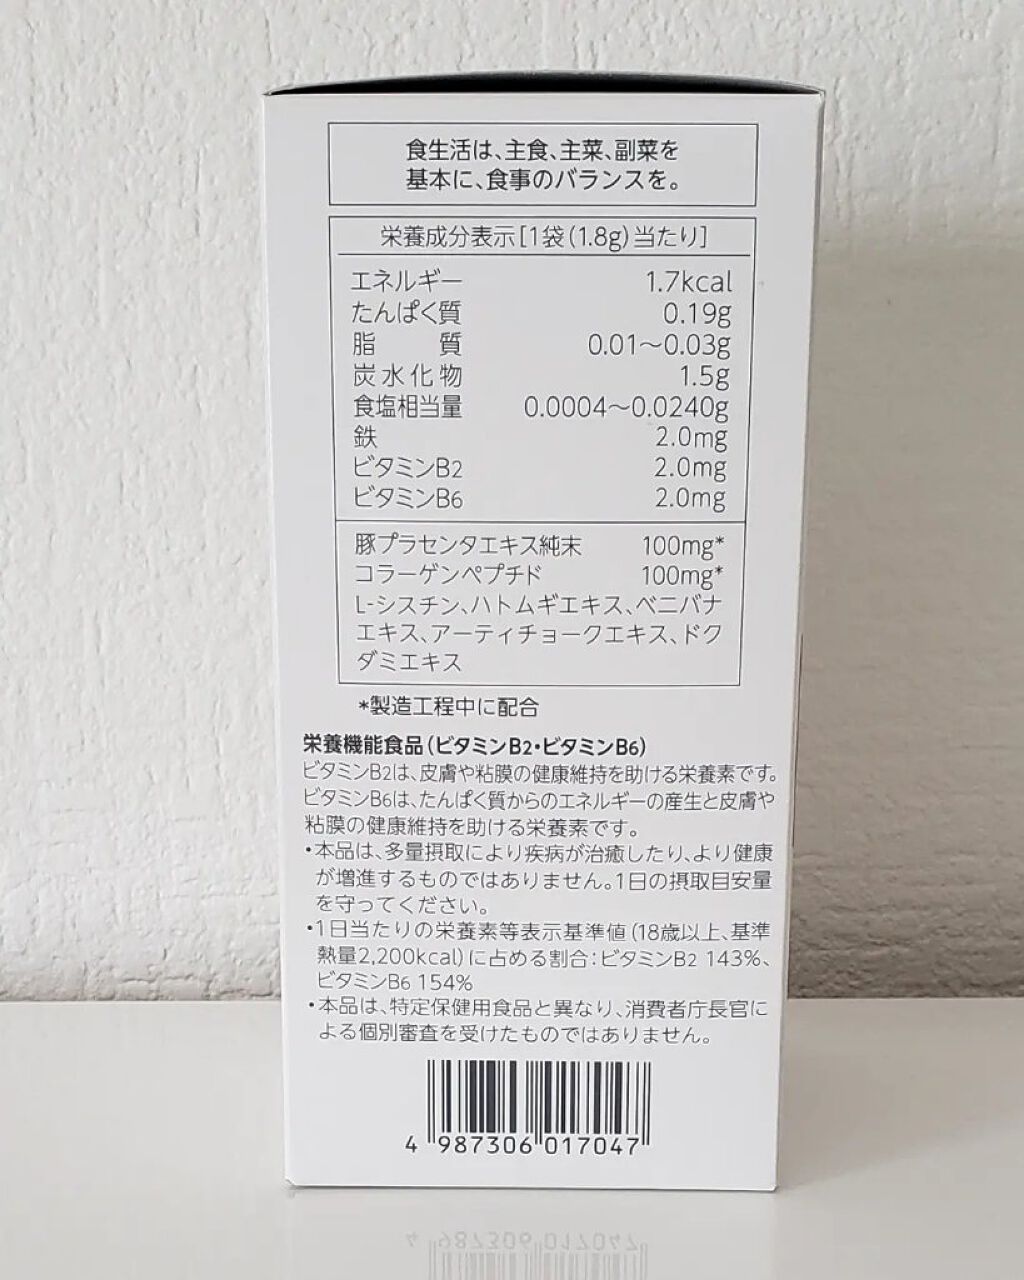 食生活は、主食、主菜、副菜を
基本に、食事のバランスを。
栄養成分表示[1袋(1.8g)当たり]
エネルギー 1.7kcal
たんぱく質 0.19g
脂質 0.01〜0.03g
炭水化物 1.5g
食塩相当量 0.0004〜0.0240g
鉄 2.0mg
ビタミンB2 2.0mg
ビタミンB6 2.0mg
豚プラセンタエキス純末 100mg*
コラーゲンペプチド 100mg*
L-シスチン、ハトムギエキス、ベニバナ
エキス、アーティチョークエキス、ドク
ダミエキス
*製造工程中に配合
栄養機能食品(ビタミンB2・ビタミンB6)
ビタミンB2は、皮膚や粘膜の健康維持を助ける栄養素です。
ビタミンB6は、たんぱく質からのエネルギーの産生と皮膚や
粘膜の健康維持を助ける栄養素です。
・本品は、多量摂取により疾病が治癒したり、より健康
が増進するものではありません。1日の摂取目安量
を守ってください。
・1日当たりの栄養素等表示基準値(18歳以上、基準
熱量2,200kcal)に占める割合:ビタミンB2 143%、
ビタミンB6 154%
・本品は、特定保健用食品と異なり、消費者庁長官に
よる個別審査を受けたものではありません。
4 987306 017047